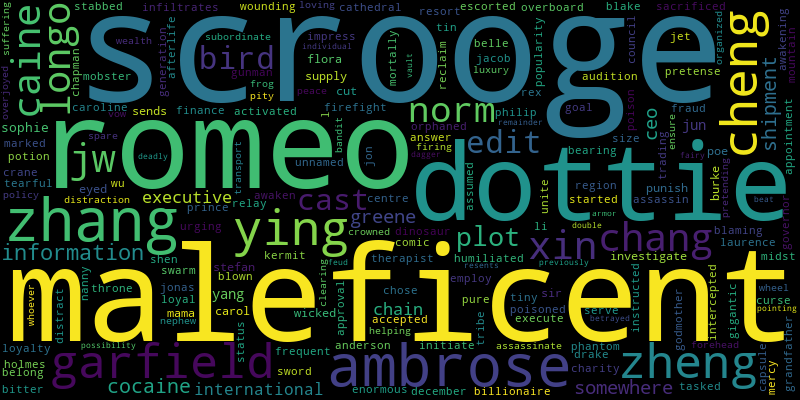 suffering caine longo stabbed infiltrates wounding loving cathedral resort escorted overboard blake sacrificed
scrooge
overjoyed chapman wealth mobster generation afterlife subordinate bird gunman impress individual flora supply mortally vault tin reclaim popularity belle jacob luxury audition council jet pretense organized cheng shipment awakening mountain
caroline vow finance activated frog pity peace cut firefight norm philip rex goal poison fraud size ceo jun ensure appointment
sophie sends romeo bandit l orphaned answer firing edit remainder trading poe
marked spare jw deadly unnamed jon dagger dottie bearing region punish fairy burke pretending
potion crane tearful eyed wu transport awaken centre assumed unite started assassin armor beat governor
policy distraction executive prince relay cast greene crowned dinosaur li double blaming laurence
zhang urging ying comic plot xin chang investigate midst
information shen stefan kermit therapist humiliated previously
maleficent
whoever throne swarm blown feud clearing resents employ
nanny jonas loyal yang chose pure tiny sir instructed intercepted gigantic wheel curse
distract mama carol wicked approval chain accepted poisoned serve execute godmother pointing
loyalty possibility nephew status helping tribe betrayed assassinate phantom forehead
holmes garfield frequent anderson initiate ambrose drake zheng capsule mercy grandfather
belong sword charity
bitter cocaine international enormous december billionaire somewhere tasked